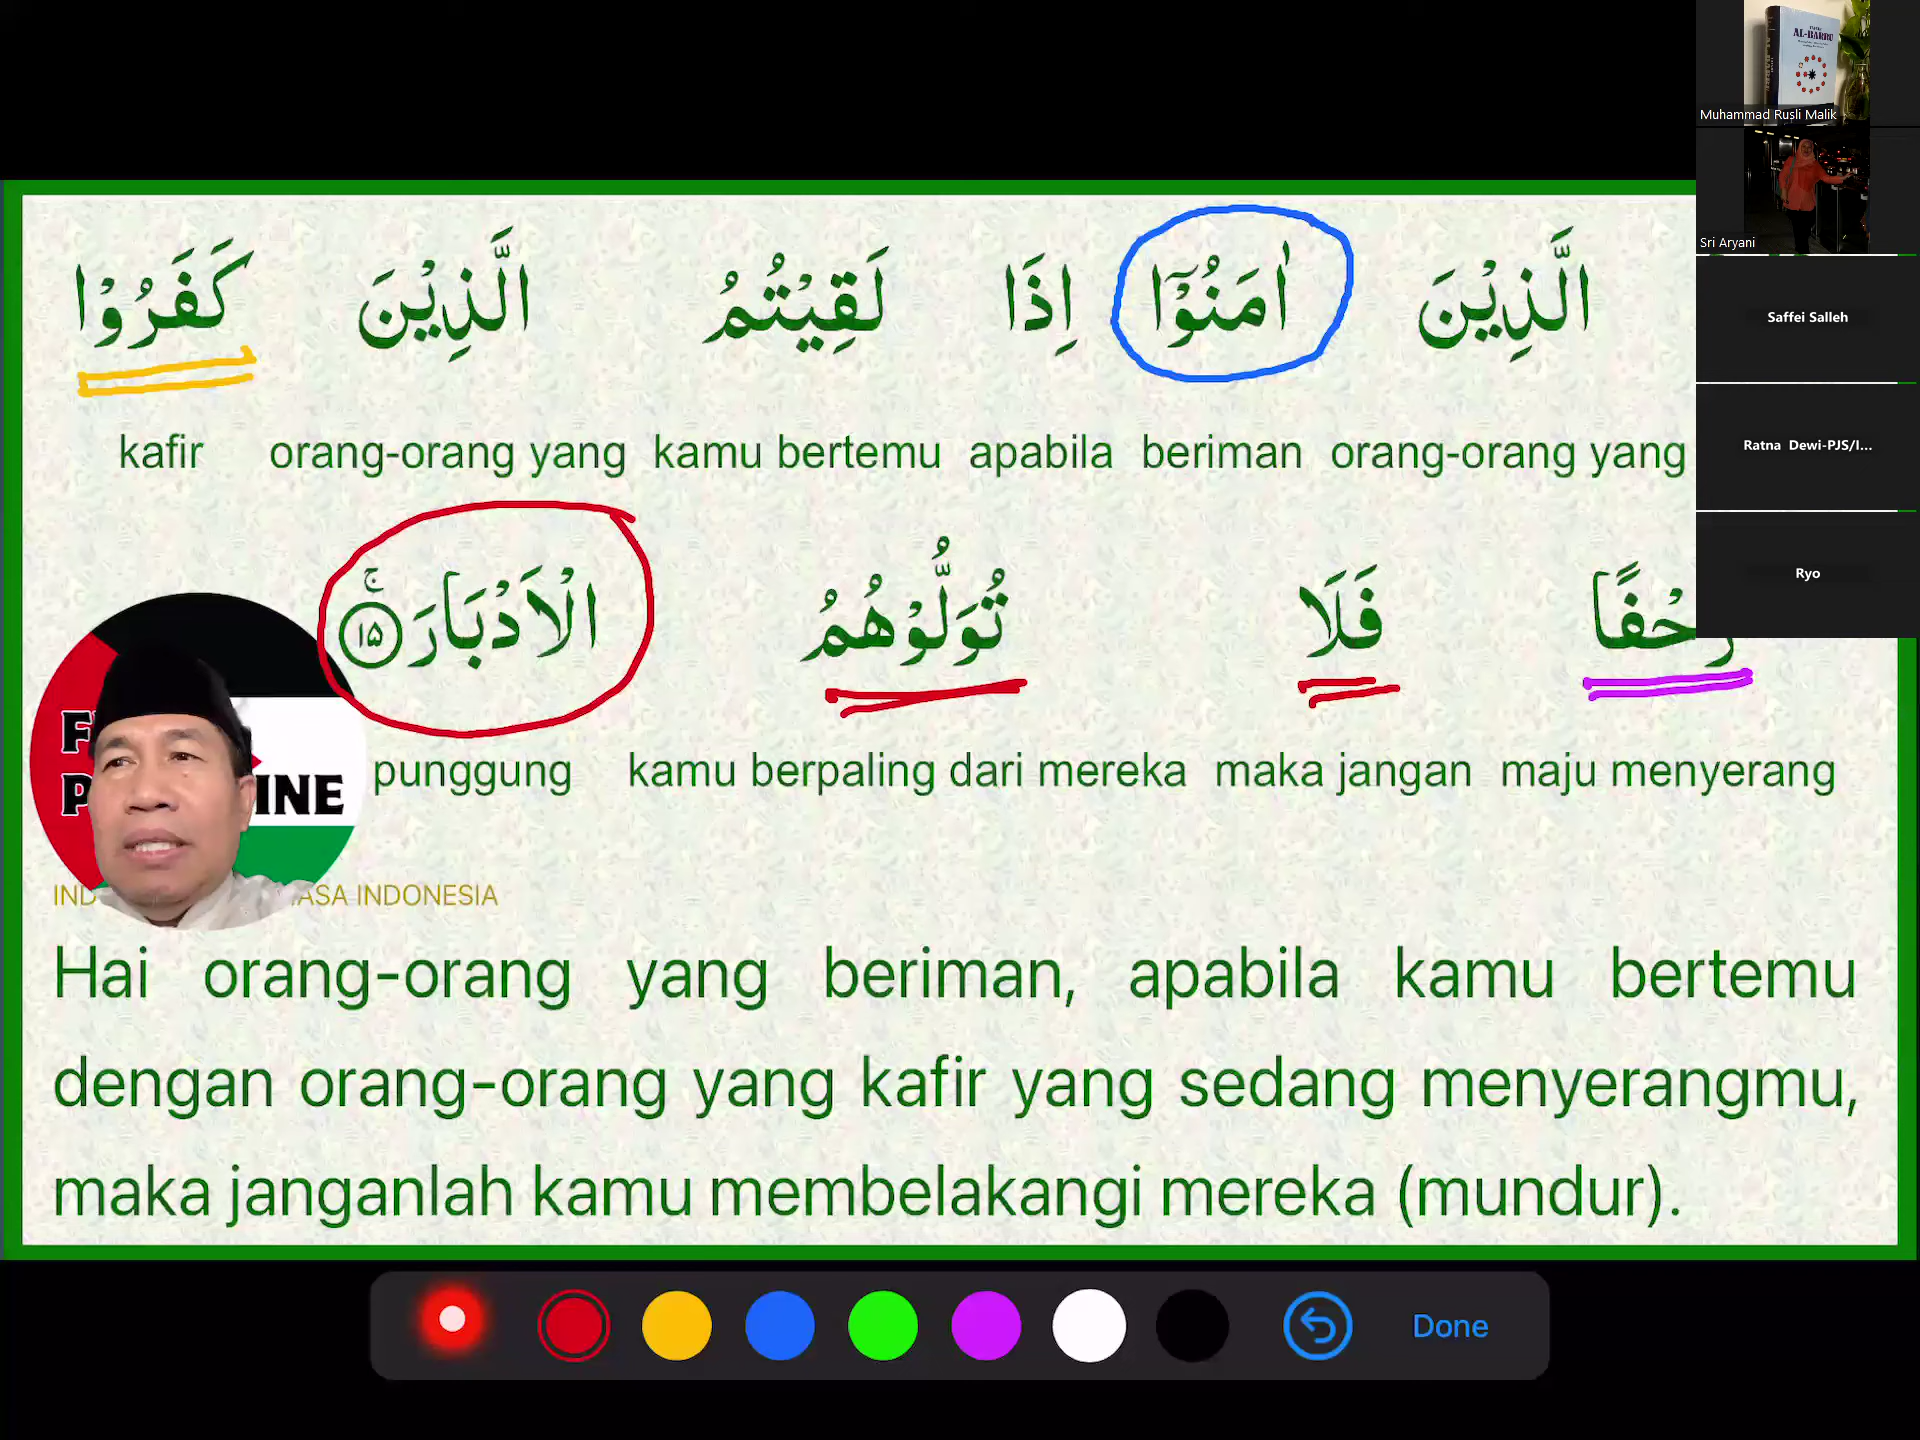 AL-BARRU
Muhammad Rusli Malik
Sri Aryani
Saffei Salleh
Ratna Dewi-PJS/I...
Ryo
الَّذِيْنَ اٰمَنُوْٓا اِذَا لَقِيْتُمُ الَّذِيْنَ كَفَرُوْا
kafir orang-orang yang kamu bertemu apabila beriman orang-orang yang
زَحْفًا فَلَا تُوَلُّوْهُمُ الْاَدْبَارَۚ ١٥
punggung kamu berpaling dari mereka maka jangan maju menyerang
INE
INDONESIA
Hai orang-orang yang beriman, apabila kamu bertemu
dengan orang-orang yang kafir yang sedang menyerangmu,
maka janganlah kamu membelakangi mereka (mundur).
Done